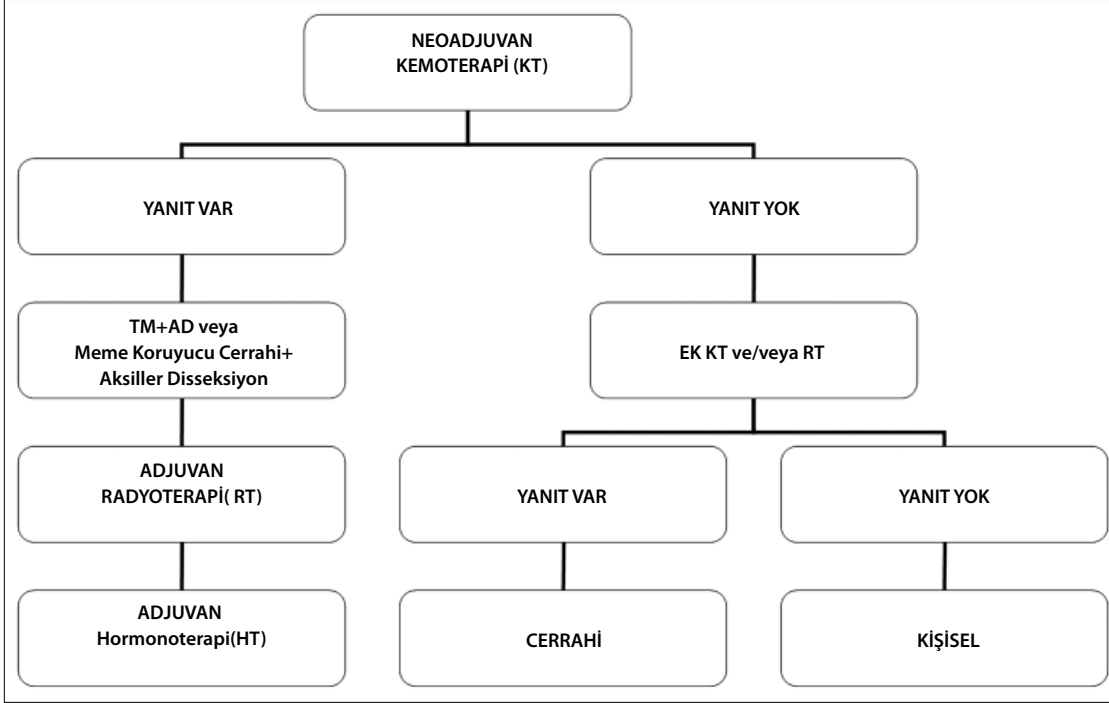 NEOADJUVAN
KEMOTERAPİ (KT)
YANIT VAR
YANIT YOK
TM+AD veya
Meme Koruyucu Cerrahi+
Aksiller Disseksiyon
EK KT ve/veya RT
ADJUVAN
RADYOTERAPİ( RT)
YANIT VAR
YANIT YOK
ADJUVAN
Hormonoterapi(HT)
CERRAHİ
KİŞİSEL